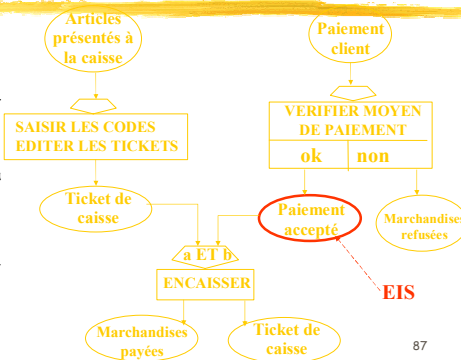 Articles
présentés à
la caisse
Paiement
client
SAISIR LES CODES
EDITER LES TICKETS
VERIFIER MOYEN
DE PAIEMENT
ok non
Ticket de
caisse
Paiement
accepté
Marchandises
refusées
a ET b
ENCAISSER
EIS
Marchandises
payées
Ticket de
caisse
87